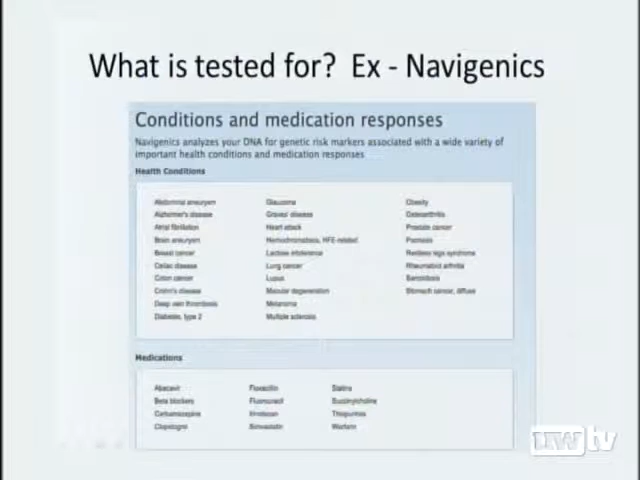 What is tested for? Ex - Navigenics
Conditions and medication responses
Navigenics analyzes your DNA for genetic risk markers associated with a wide variety of
important health conditions and medication responses
Health Conditions
Abdominal aneurysm
Alzheimer's disease
Atrial fibrillation
Brain aneurysm
Breast cancer
Celiac disease
Colon cancer
Crohn's disease
Deep vein thrombosis
Diabetes, type 2
Glaucoma
Graves' disease
Heart attack
Hemochromatosis, HFE-related
Lactose intolerance
Lung cancer
Lupus
Macular degeneration
Melanoma
Multiple sclerosis
Obesity
Osteoarthritis
Prostate cancer
Psoriasis
Restless legs syndrome
Rheumatoid arthritis
Sarcoidosis
Stomach cancer, diffuse
Medications
Abacavir
Beta blockers
Carbamazepine
Clopidogrel
Floxacillin
Fluorouracil
Irinotecan
Simvastatin
Statins
Succinylcholine
Thiopurines
Warfarin
UWtv